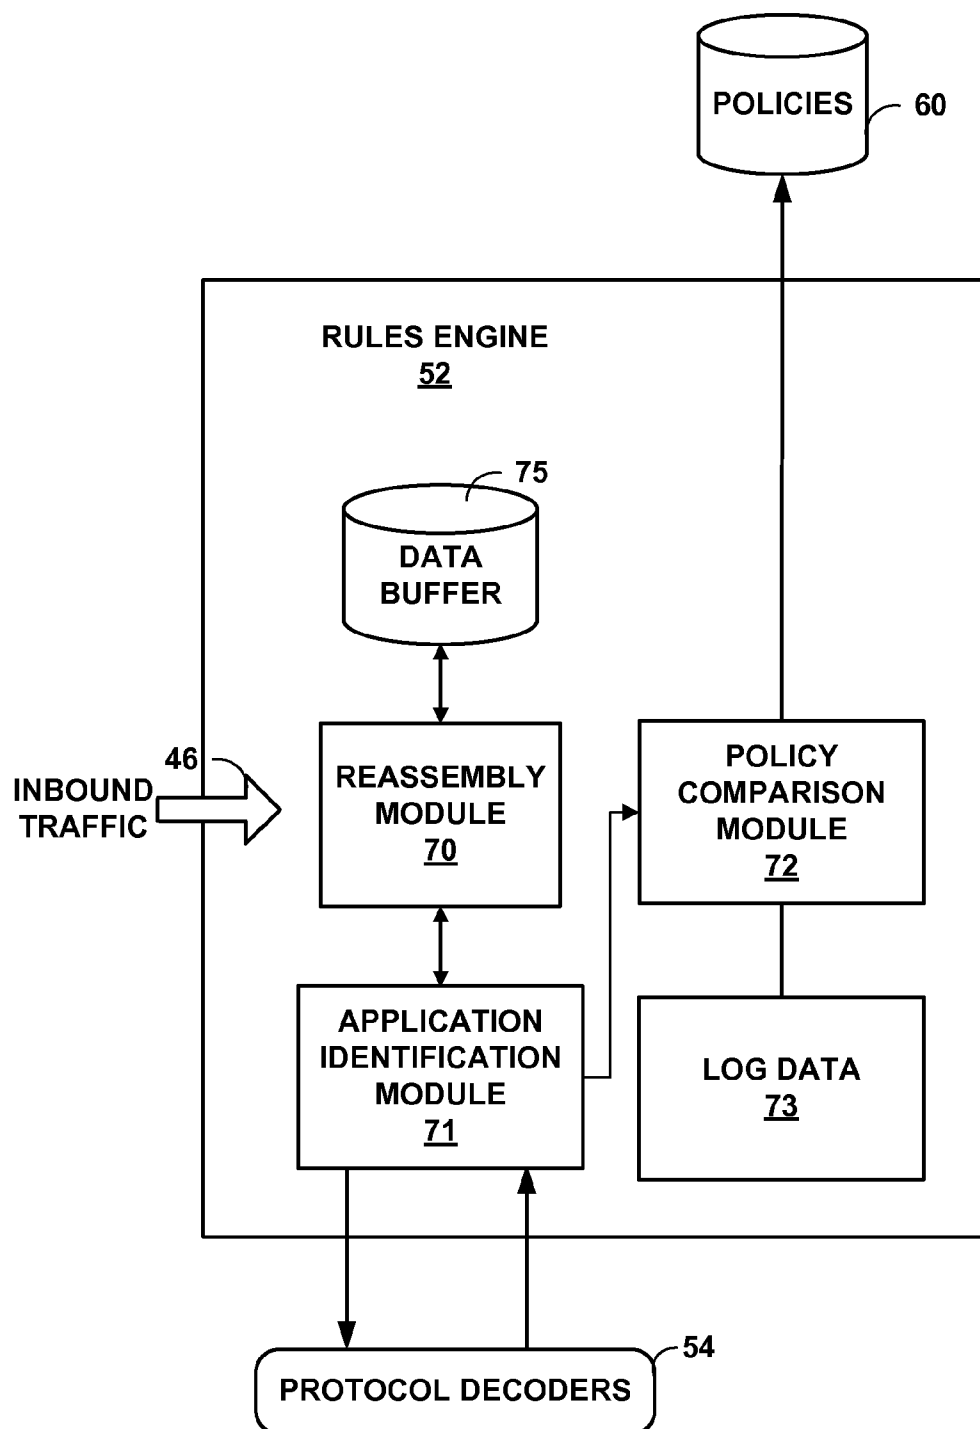 POLICIES
60
RULES ENGINE
52
75
DATA
BUFFER
46
INBOUND
TRAFFIC
REASSEMBLY
MODULE
70
POLICY
COMPARISON
MODULE
72
APPLICATION
IDENTIFICATION
MODULE
71
LOG DATA
73
54
PROTOCOL DECODERS